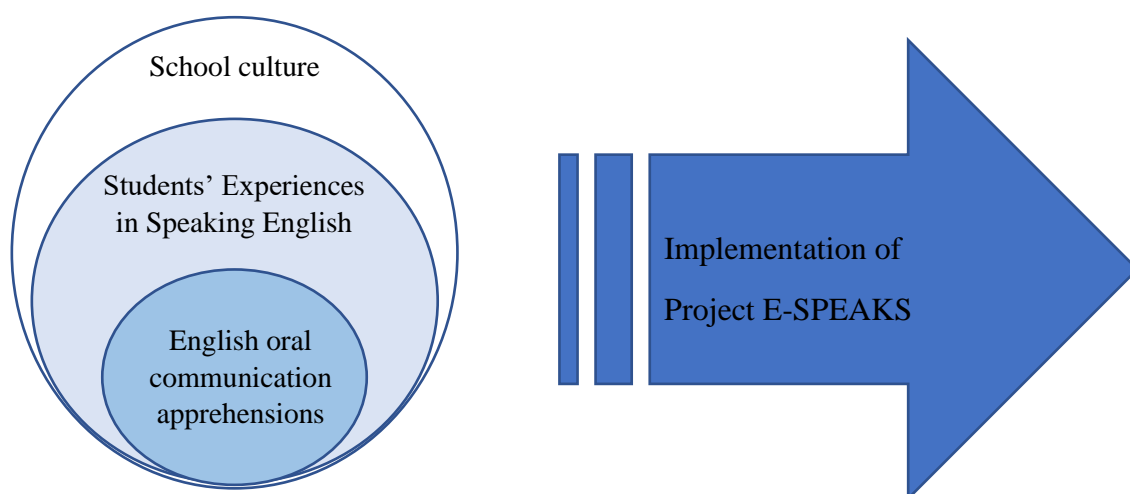 School culture
Students’ Experiences
in Speaking English
English oral
communication
apprehensions
Implementation of
Project E-SPEAKS